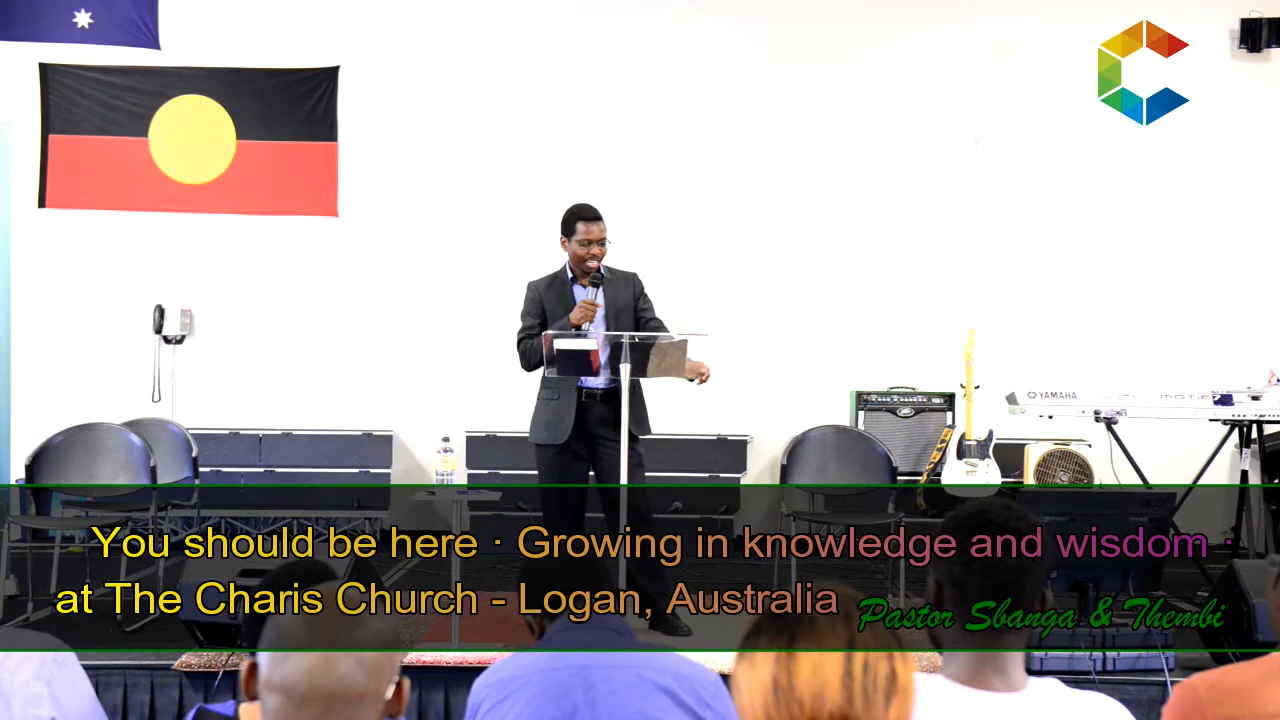 YAMAHA MOTIF
You should be here · Growing in knowledge and wisdom ·
at The Charis Church - Logan, Australia
Pastor Sbanga & Thembi